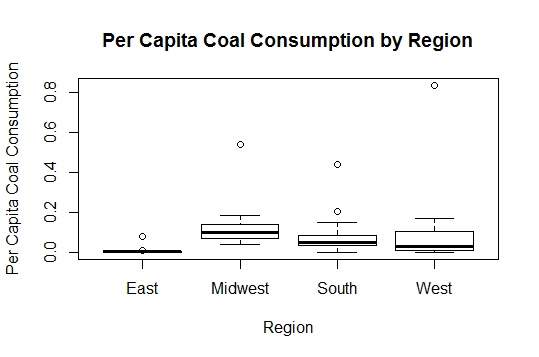 Per Capita Coal Consumption by Region
Per Capita Coal Consumption
0.8
0.6
0.4
0.2
0.0
East Midwest South West
Region